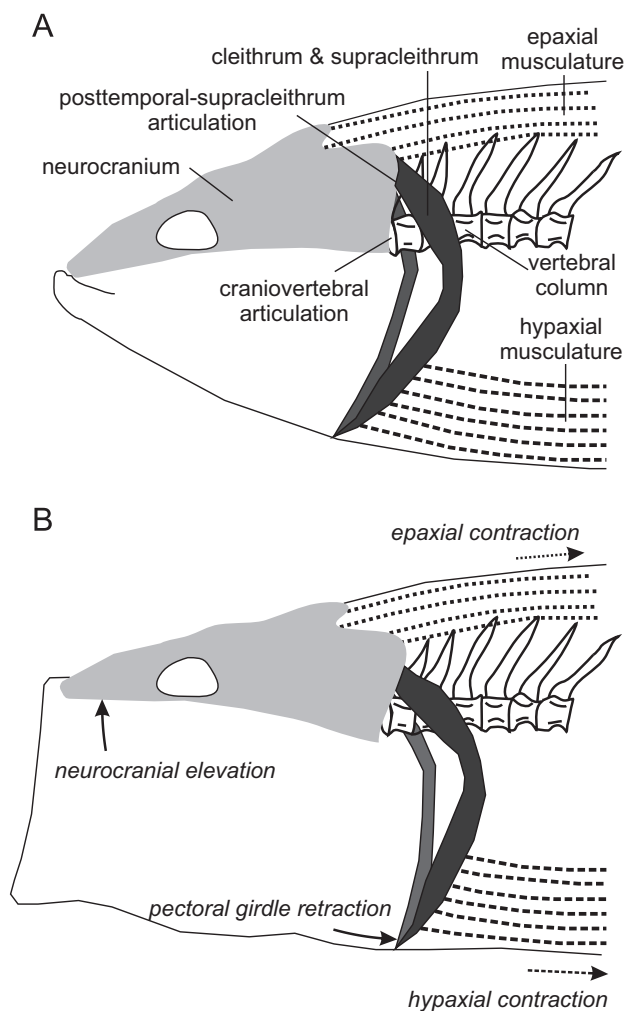 A
epaxial
musculature
cleithrum & supracleithrum
posttemporal-supracleithrum
articulation
neurocranium
craniovertebral
articulation
vertebral
column
hypaxial
musculature
B
epaxial contraction
neurocranial elevation
pectoral girdle retraction
hypaxial contraction